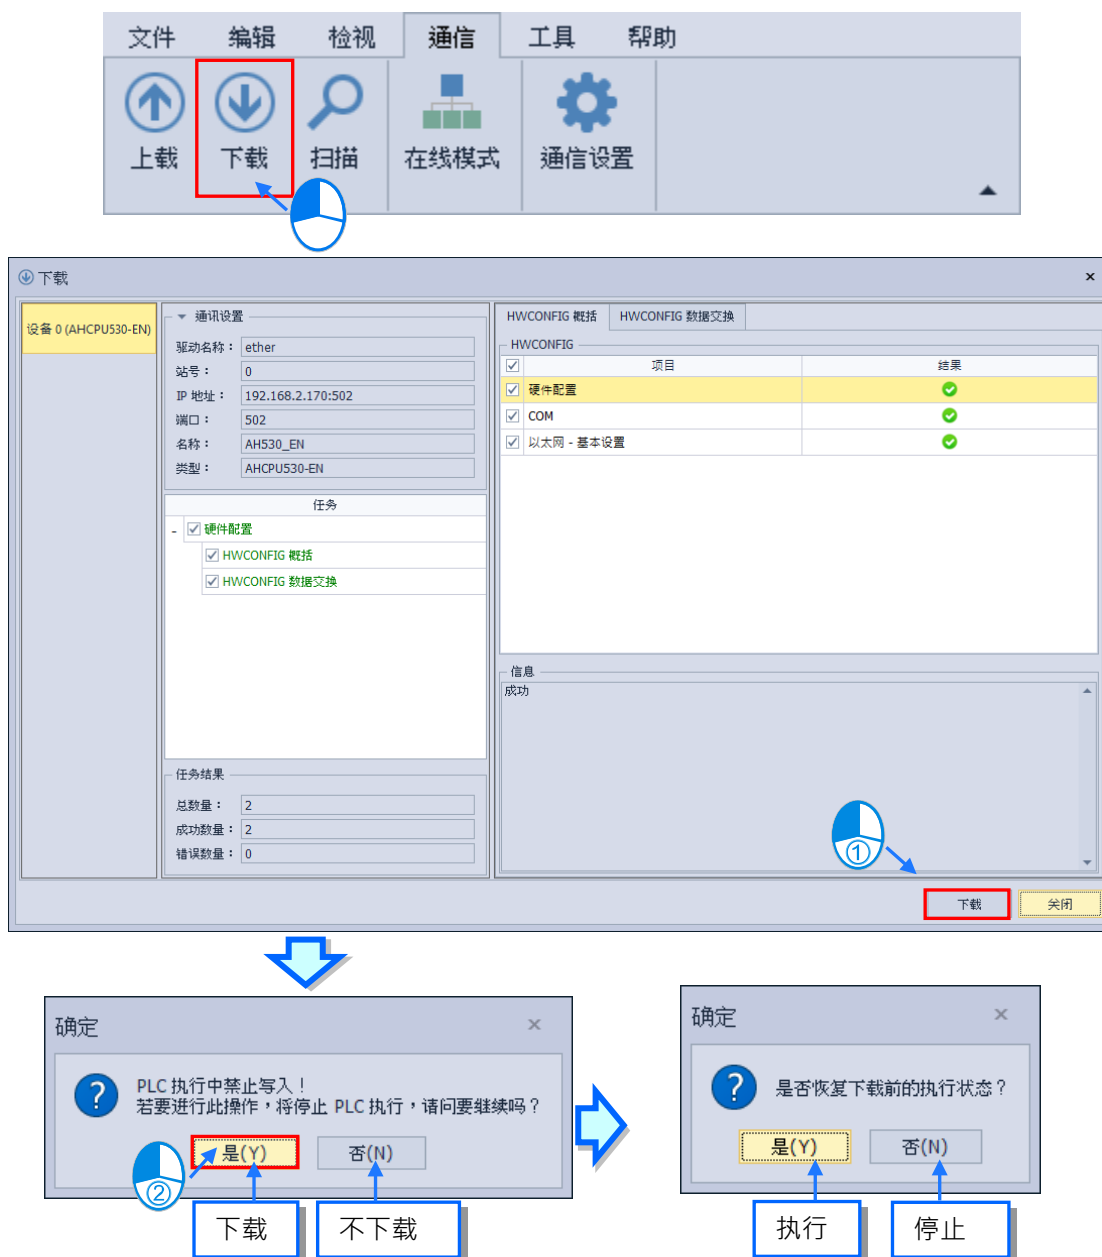 文件 编辑 检视 通信 工具 帮助
上载 下载 扫描 在线模式 通信设置
下载
设备 0 (AHCPU530-EN)
通讯设置
驱动名称： ether
站号： 0
IP 地址： 192.168.2.170:502
端口： 502
名称： AH530_EN
类型： AHCPU530-EN
任务
硬件配置
HWCONFIG 概括
HWCONFIG 数据交换
任务结果
总数量： 2
成功数量： 2
错误数量： 0
HWCONFIG 概括 HWCONFIG 数据交换
HWCONFIG
项目 结果
硬件配置
COM
以太网 - 基本设置
信息
成功
①
下载 关闭
确定
PLC 执行中禁止写入！
若要进行此操作，将停止 PLC 执行，请问要继续吗？
是(Y) 否(N)
②
下载 不下载
确定
是否恢复下载前的执行状态？
是(Y) 否(N)
执行 停止